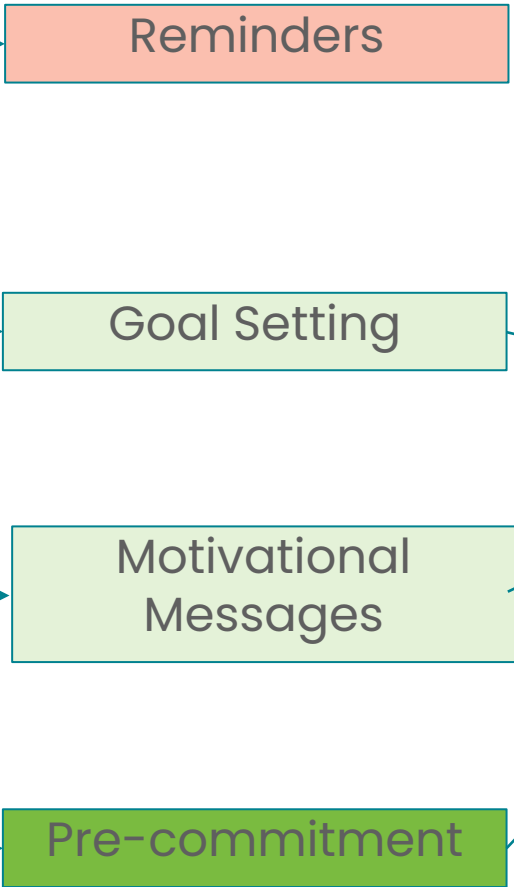 Reminders
Goal Setting
Motivational
Messages
Pre-commitment